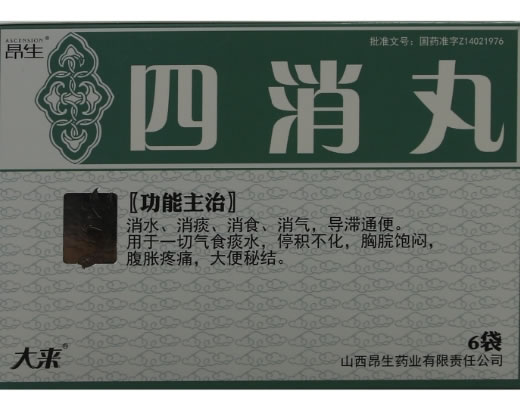 ASCENSION®
昂生
批准文号：国药准字Z14021976
四消丸
〖功能主治〗
消水、消痰、消食、消气，导滞通便。
用于一切气食痰水，停积不化，胸脘饱闷，
腹胀疼痛，大便秘结。
大来®
6袋
山西昂生药业有限责任公司